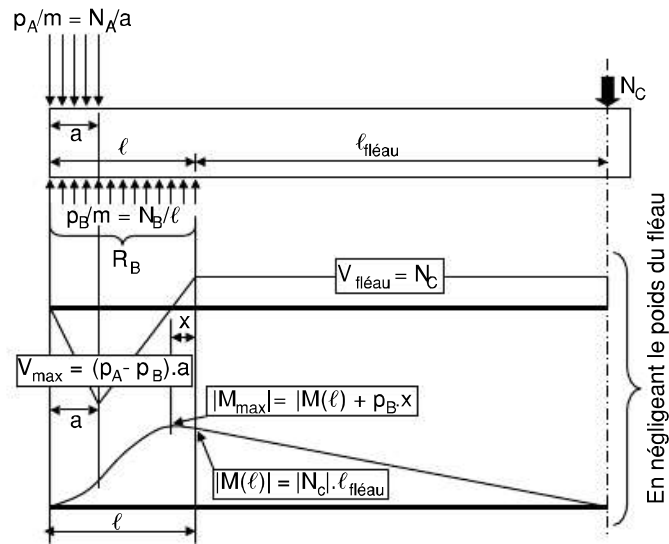 p_A/m = N_A/a
N_C
a
ℓ
ℓ_fléau
p_B/m = N_B/ℓ
R_B
V_fléau = N_C
x
V_max = (p_A - p_B).a
a
|M_max| = |M(ℓ) + p_B.x
|M(ℓ)| = |N_c|.ℓ_fléau
ℓ
En négligeant le poids du fléau